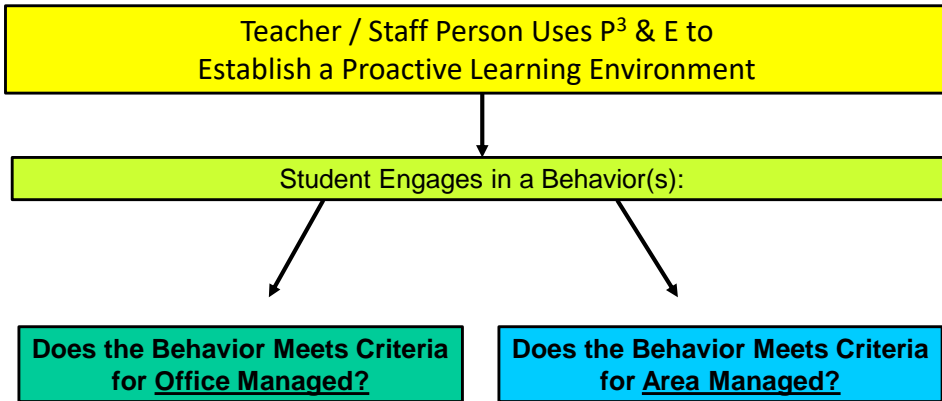 Teacher / Staff Person Uses P³ & E to
Establish a Proactive Learning Environment
Student Engages in a Behavior(s):
Does the Behavior Meets Criteria
for Office Managed?
Does the Behavior Meets Criteria
for Area Managed?